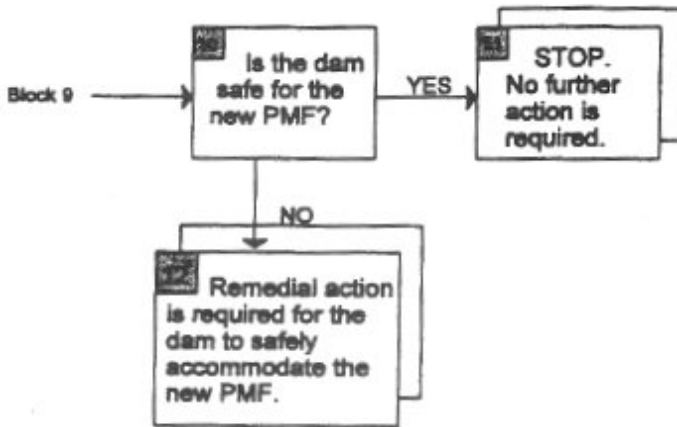 Block 9
Is the dam
safe for the
new PMF?
YES
STOP.
No further
action is
required.
NO
12
Remedial action
is required for the
dam to safely
accommodate the
new PMF.